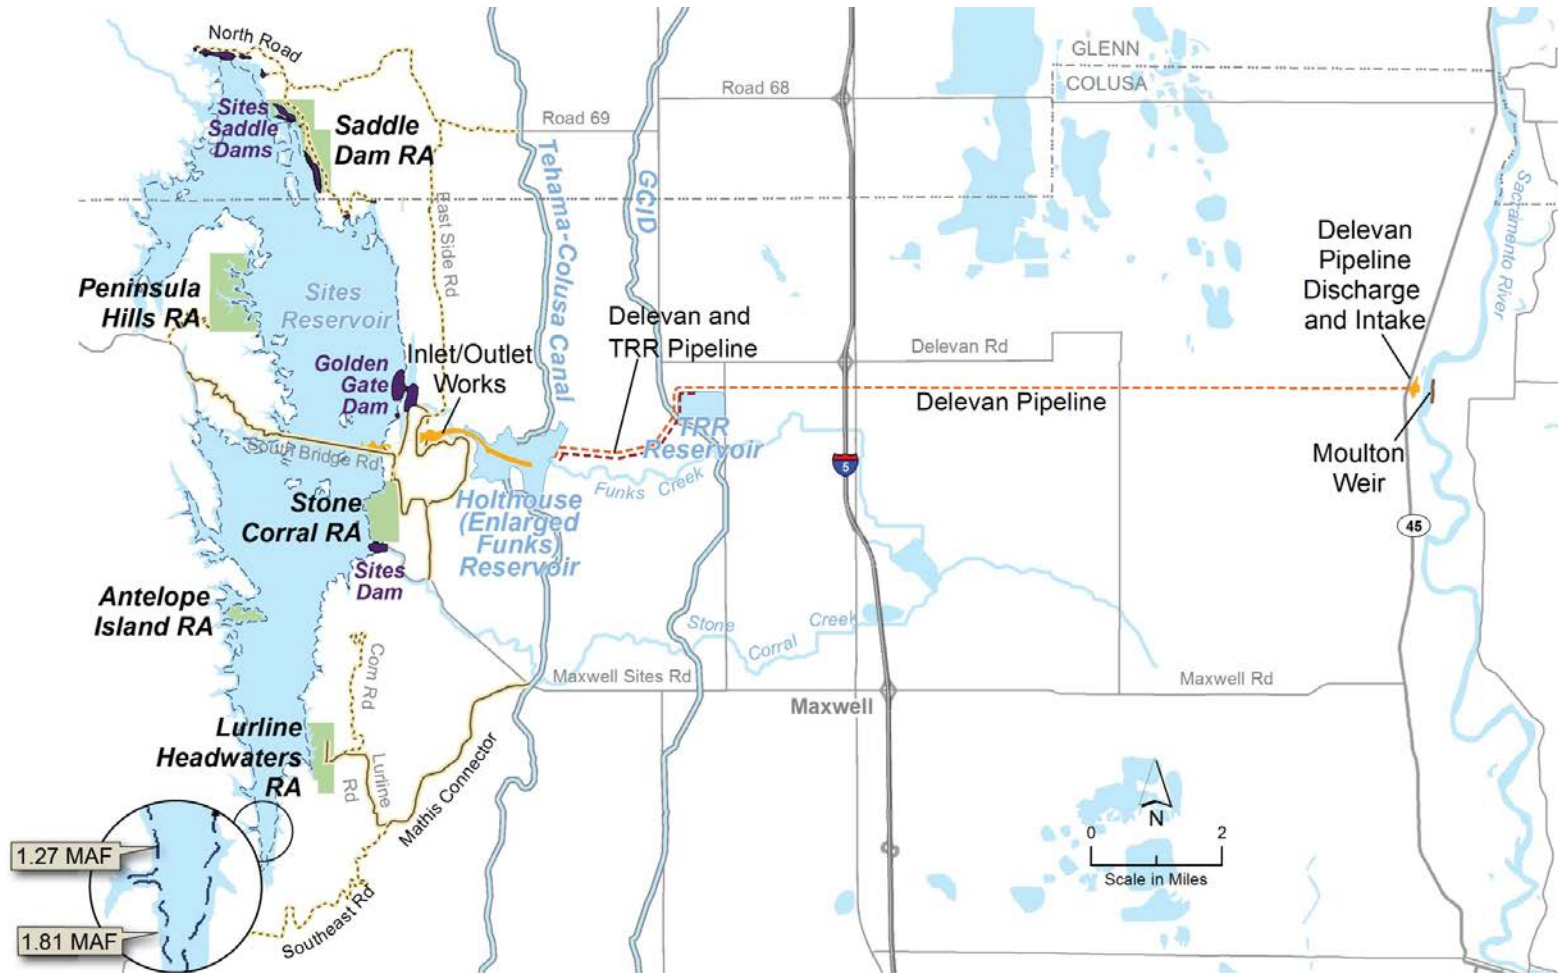 North Road
GLENN
COLUSA
Road 68
Road 69
Sites
Saddle
Dams
Saddle
Dam RA
Tehama-Colusa Canal
GCID
East Side Rd
Sacramento River
Delevan
Pipeline
Discharge
and Intake
Peninsula
Hills RA
Sites
Reservoir
Delevan and
TRR Pipeline
Delevan Rd
Golden
Gate
Dam
Inlet/Outlet
Works
Delevan Pipeline
TRR
Reservoir
South Bridge Rd
Moulton
Weir
5
Funks Creek
Holthouse
(Enlarged
Funks)
Reservoir
Stone
Corral RA
45
Sites
Dam
Antelope
Island RA
Stone
Corral
Creek
Com Rd
Maxwell Sites Rd
Maxwell Rd
Maxwell
Lurline
Headwaters
RA
Lurline
Rd
Mathis Connector
N
0
2
Scale in Miles
1.27 MAF
1.81 MAF
Southeast Rd